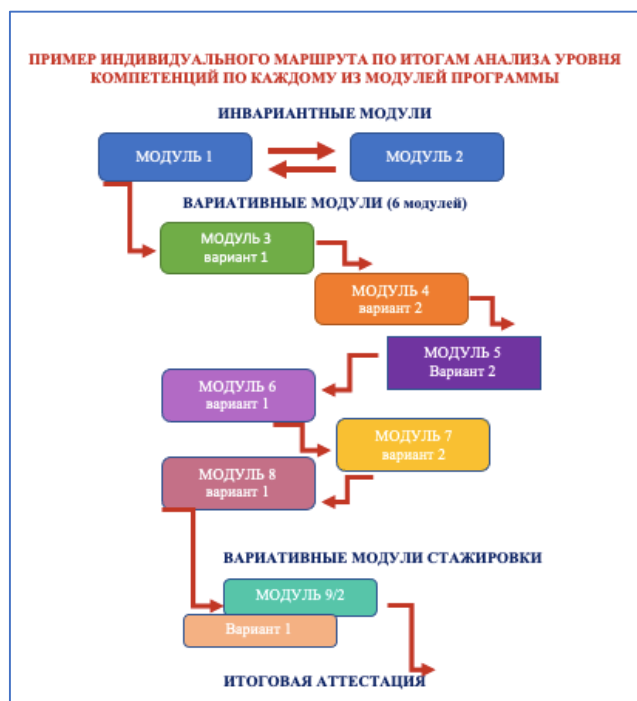 ПРИМЕР ИНДИВИДУАЛЬНОГО МАРШРУТА ПО ИТОГАМ АНАЛИЗА УРОВНЯ
КОМПЕТЕНЦИЙ ПО КАЖДОМУ ИЗ МОДУЛЕЙ ПРОГРАММЫ
ИНВАРИАНТНЫЕ МОДУЛИ
МОДУЛЬ 1
МОДУЛЬ 2
ВАРИАТИВНЫЕ МОДУЛИ (6 модулей)
МОДУЛЬ 3
вариант 1
МОДУЛЬ 4
вариант 2
МОДУЛЬ 5
Вариант 2
МОДУЛЬ 6
вариант 1
МОДУЛЬ 7
вариант 2
МОДУЛЬ 8
вариант 1
ВАРИАТИВНЫЕ МОДУЛИ СТАЖИРОВКИ
МОДУЛЬ 9/2
Вариант 1
ИТОГОВАЯ АТТЕСТАЦИЯ